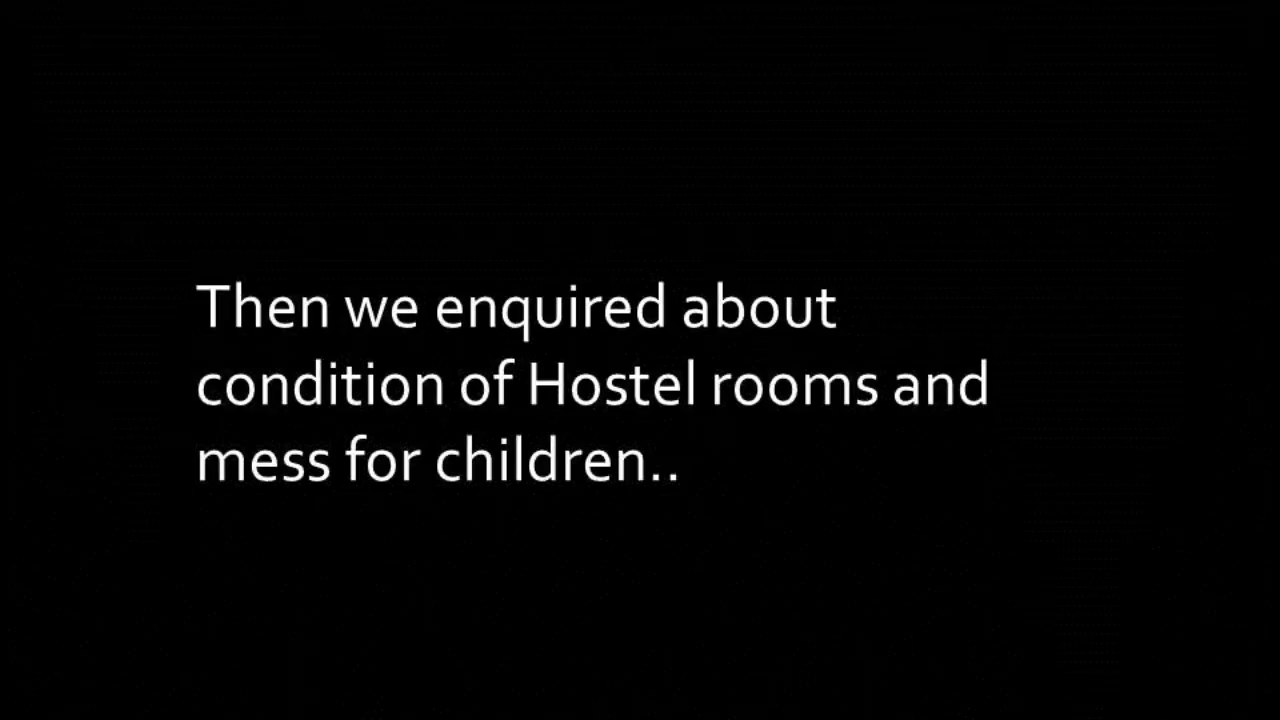 Then we enquired about
condition of Hostel rooms and
mess for children..